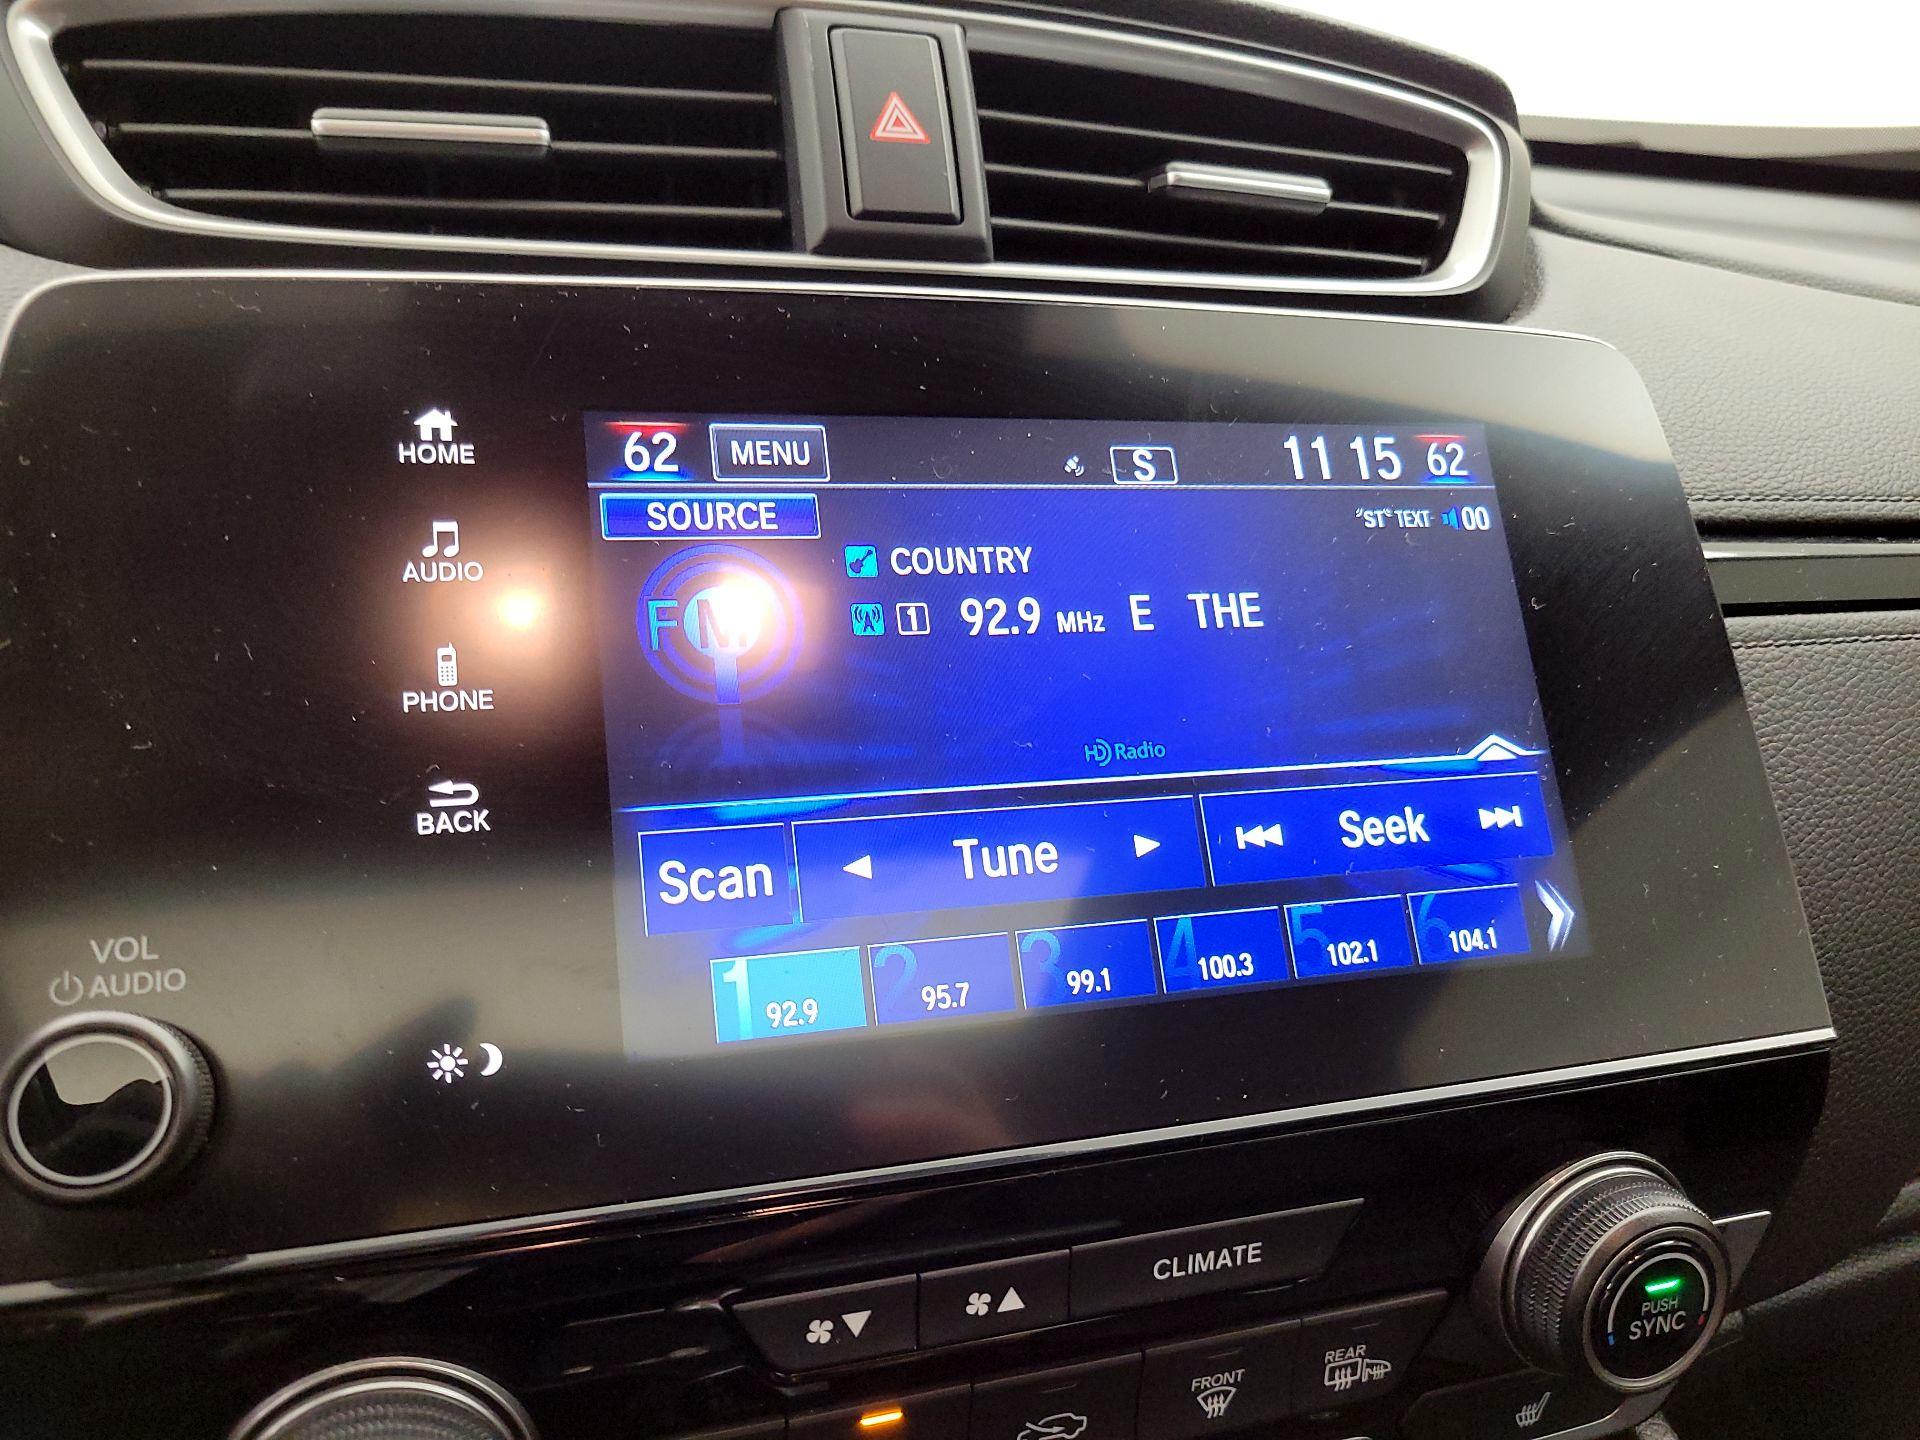 HOME
AUDIO
PHONE
BACK
VOL
AUDIO
62 MENU S 11 15 62
SOURCE
"ST" TEXT 00
FM
COUNTRY
1 92.9 MHz E THE
HD Radio
Scan Tune Seek
1 92.9
2 95.7
3 99.1
4 100.3
5 102.1
6 104.1
CLIMATE
PUSH
SYNC
FRONT
REAR